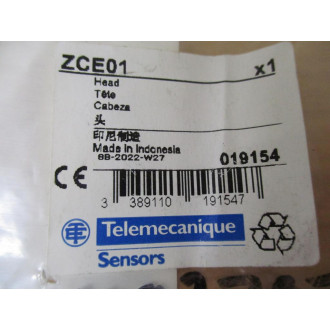 ZCE01 x1
Head
Tête
Cabeza
头
印尼制造
Made in Indonesia
8B-2022-W27
019154
CE
3 389110 191547
Telemecanique
Sensors